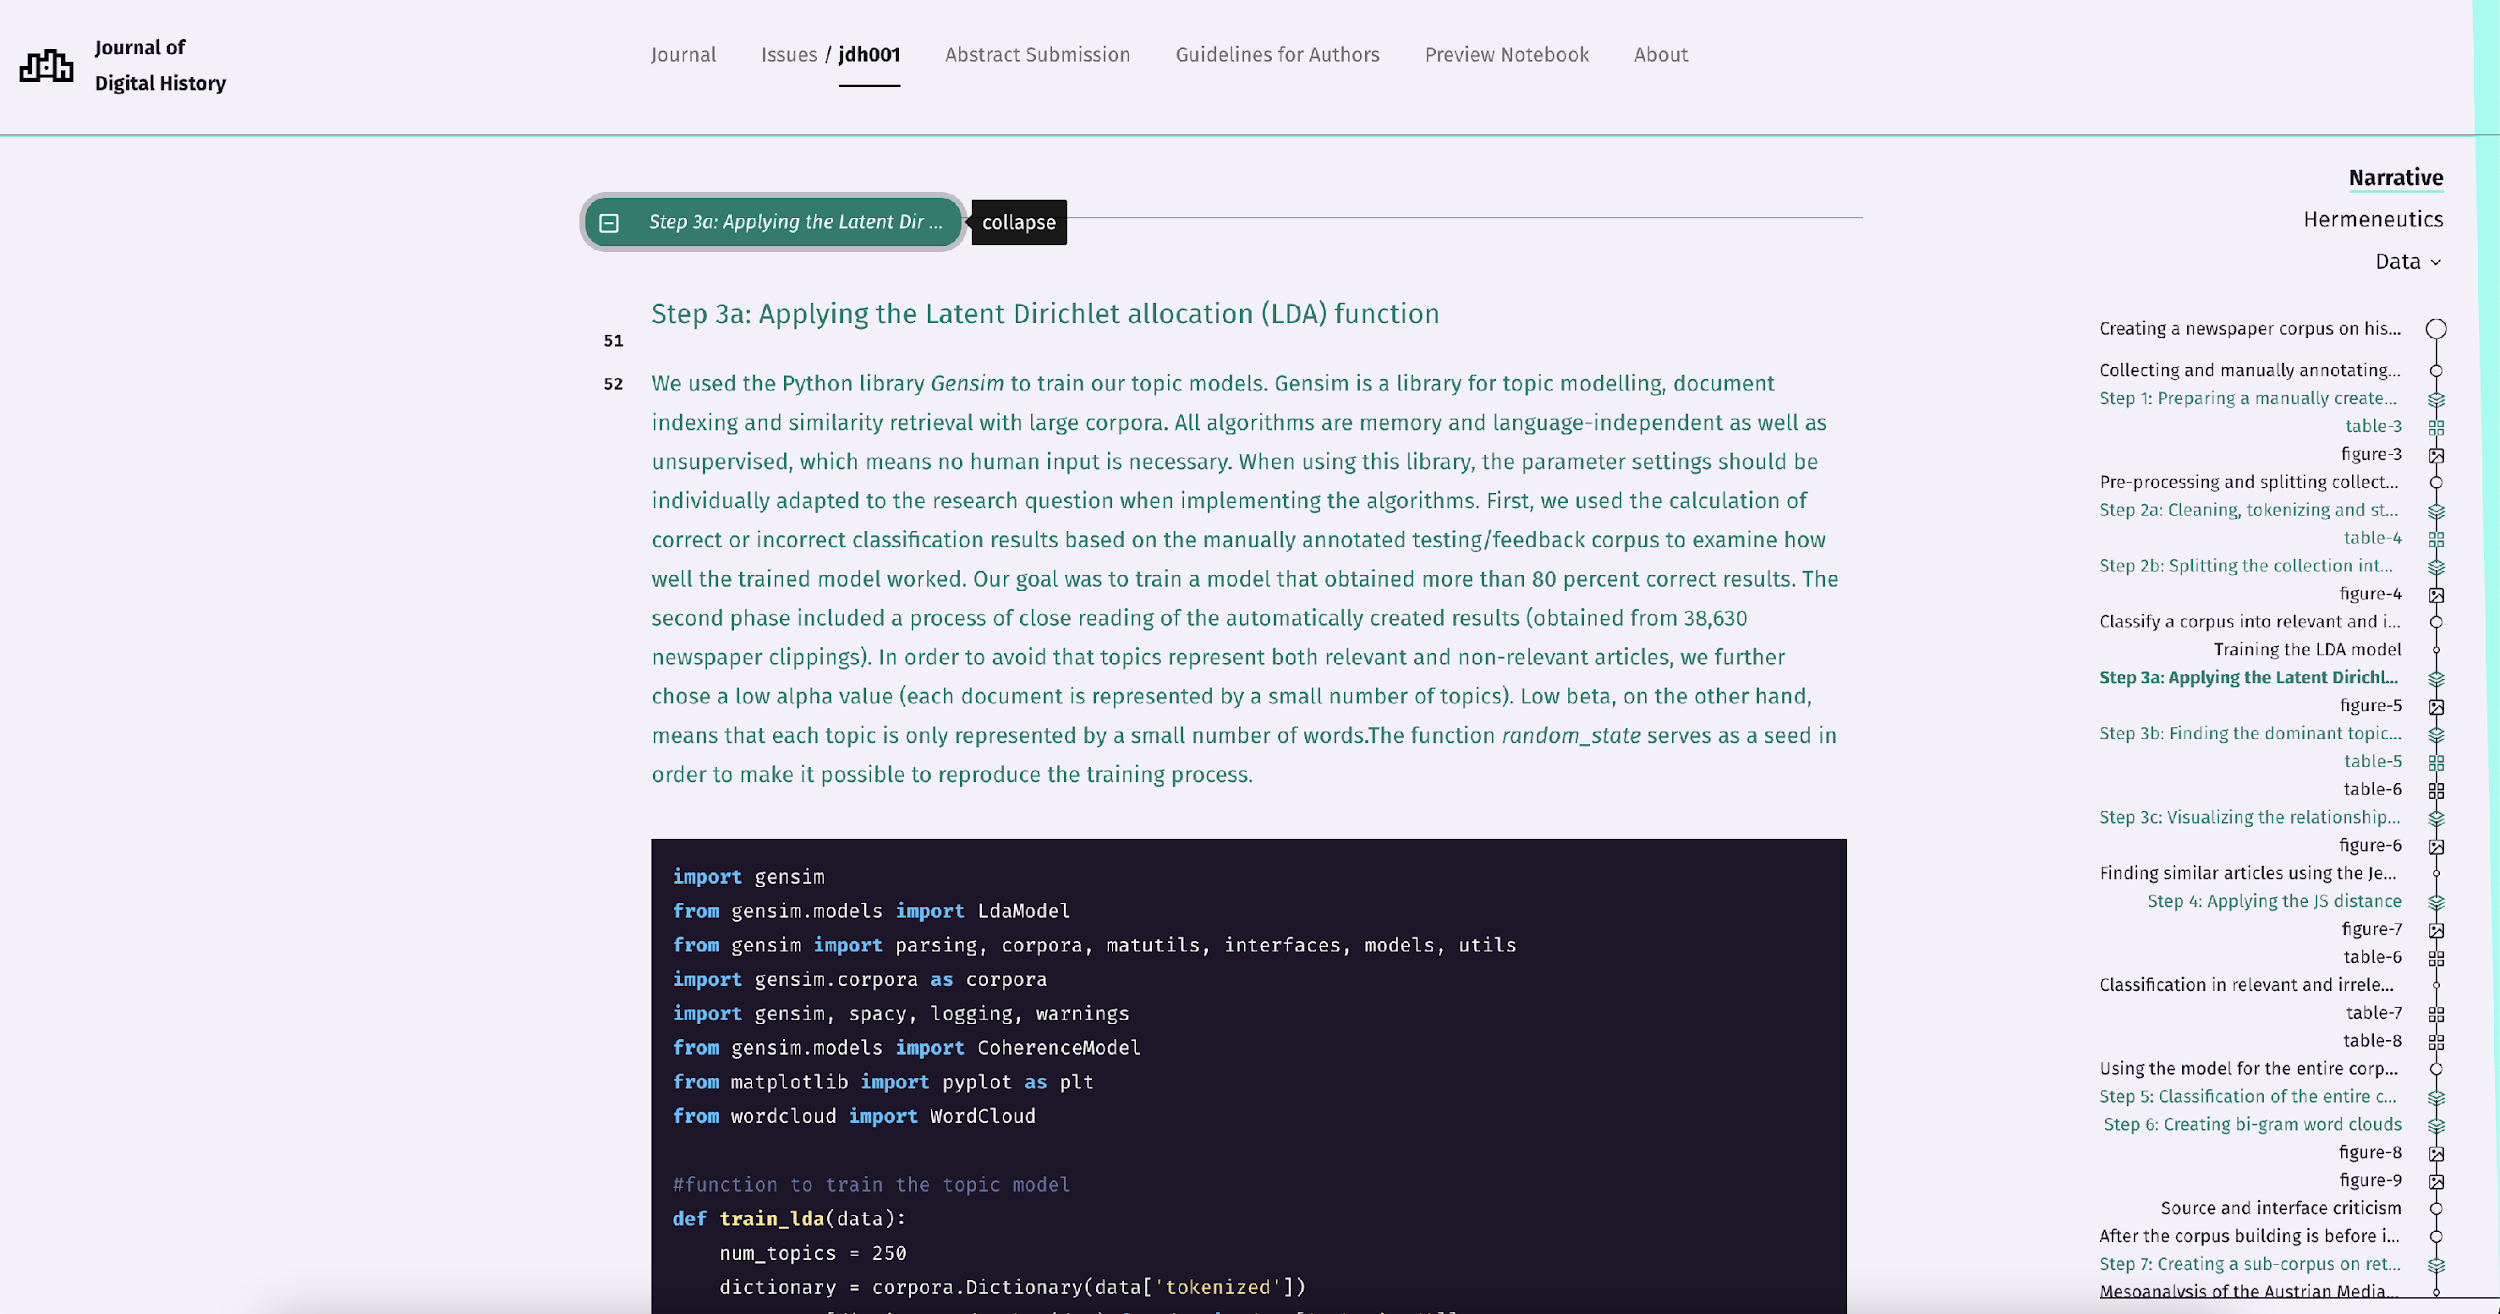 Journal of
Digital History
Journal Issues / jdh001 Abstract Submission Guidelines for Authors Preview Notebook About
Step 3a: Applying the Latent Dir ...
collapse
Step 3a: Applying the Latent Dirichlet allocation (LDA) function
51
52
We used the Python library Gensim to train our topic models. Gensim is a library for topic modelling, document
indexing and similarity retrieval with large corpora. All algorithms are memory and language-independent as well as
unsupervised, which means no human input is necessary. When using this library, the parameter settings should be
individually adapted to the research question when implementing the algorithms. First, we used the calculation of
correct or incorrect classification results based on the manually annotated testing/feedback corpus to examine how
well the trained model worked. Our goal was to train a model that obtained more than 80 percent correct results. The
second phase included a process of close reading of the automatically created results (obtained from 38,630
newspaper clippings). In order to avoid that topics represent both relevant and non-relevant articles, we further
chose a low alpha value (each document is represented by a small number of topics). Low beta, on the other hand,
means that each topic is only represented by a small number of words.The function random_state serves as a seed in
order to make it possible to reproduce the training process.
import gensim
from gensim.models import LdaModel
from gensim import parsing, corpora, matutils, interfaces, models, utils
import gensim.corpora as corpora
import gensim, spacy, logging, warnings
from gensim.models import CoherenceModel
from matplotlib import pyplot as plt
from wordcloud import WordCloud
#function to train the topic model
def train_lda(data):
num_topics = 250
dictionary = corpora.Dictionary(data['tokenized'])
Narrative
Hermeneutics
Data
Creating a newspaper corpus on his...
Collecting and manually annotating...
Step 1: Preparing a manually create...
table-3
figure-3
Pre-processing and splitting collect...
Step 2a: Cleaning, tokenizing and st...
table-4
Step 2b: Splitting the collection int...
figure-4
Classify a corpus into relevant and i...
Training the LDA model
Step 3a: Applying the Latent Dirichl...
figure-5
Step 3b: Finding the dominant topic...
table-5
table-6
Step 3c: Visualizing the relationship...
figure-6
Finding similar articles using the Je...
Step 4: Applying the JS distance
figure-7
table-6
Classification in relevant and irrele...
table-7
table-8
Using the model for the entire corp...
Step 5: Classification of the entire c...
Step 6: Creating bi-gram word clouds
figure-8
figure-9
Source and interface criticism
After the corpus building is before i...
Step 7: Creating a sub-corpus on ret...
Mesoanalysis of the Austrian Media...